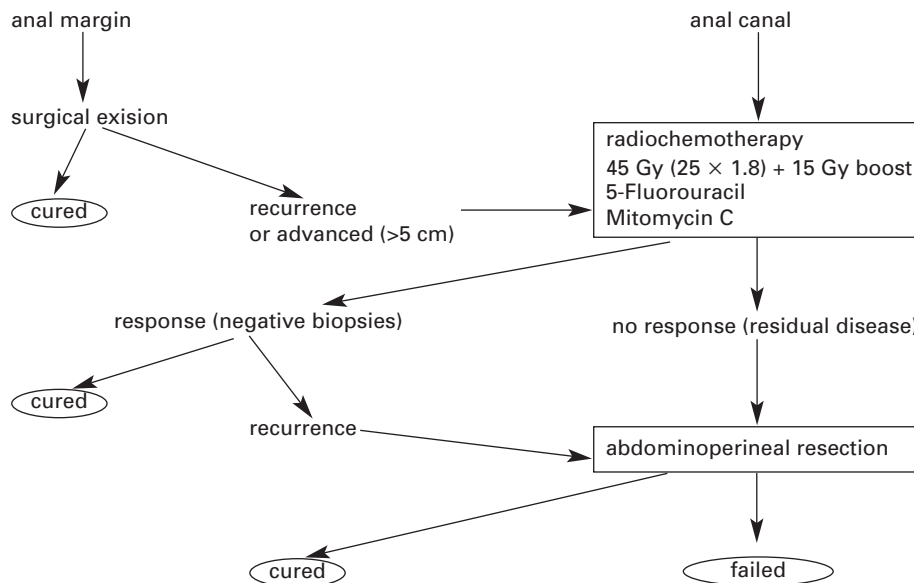 anal margin
anal canal
surgical exision
radiochemotherapy
45 Gy (25 × 1.8) + 15 Gy boost
5-Fluorouracil
Mitomycin C
cured
recurrence
or advanced (>5 cm)
response (negative biopsies)
no response (residual disease)
cured
recurrence
abdominoperineal resection
cured
failed